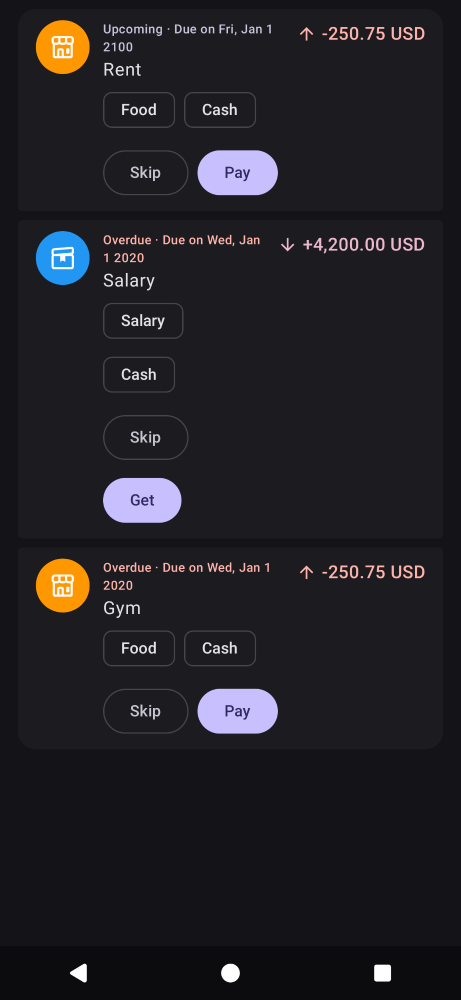 Upcoming · Due on Fri, Jan 1
2100
-250.75 USD
Rent
Food
Cash
Skip
Pay
Overdue · Due on Wed, Jan
1 2020
+4,200.00 USD
Salary
Salary
Cash
Skip
Get
Overdue · Due on Wed, Jan 1
2020
-250.75 USD
Gym
Food
Cash
Skip
Pay